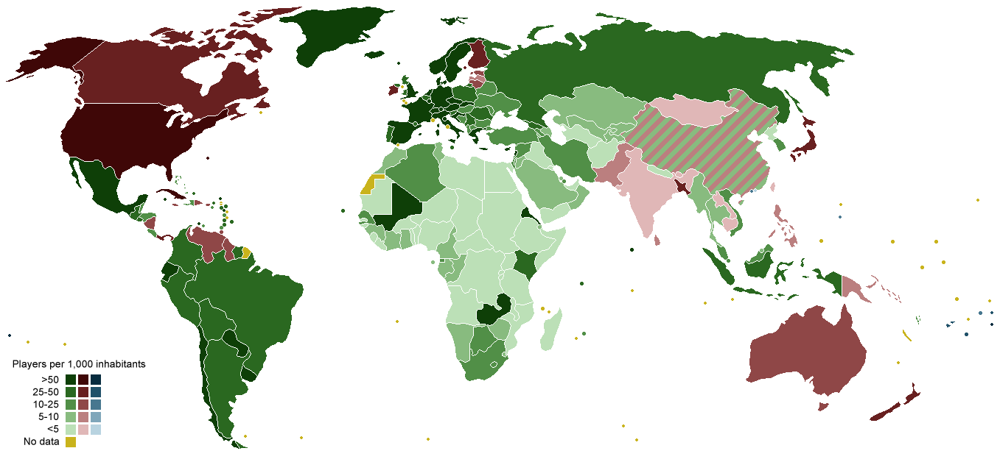 Players per 1,000 inhabitants
>50
25-50
10-25
5-10
<5
No data